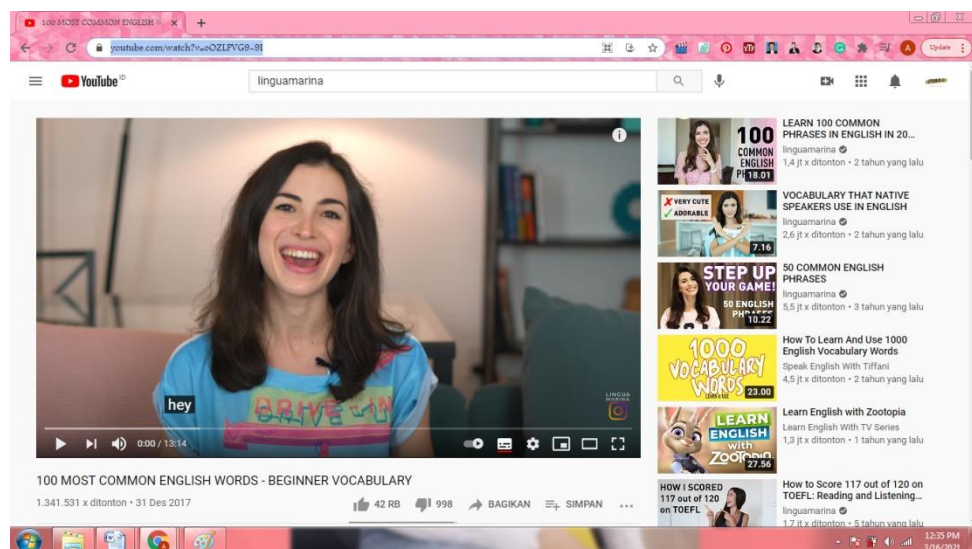 100 MOST COMMON ENGLISH
youtube.com/watch?v=oOZLFVG9-9I
Update
YouTube ID
linguamarina
hey
LINGUA
MARINA
0:00 / 13:14
100 MOST COMMON ENGLISH WORDS - BEGINNER VOCABULARY
1.341.531 x ditonton • 31 Des 2017
42 RB
998
BAGIKAN
SIMPAN
100
COMMON
ENGLISH
18.01
LEARN 100 COMMON
PHRASES IN ENGLISH IN 20...
linguamarina
1,4 jt x ditonton • 2 tahun yang lalu
VERY CUTE
ADORABLE
7.16
VOCABULARY THAT NATIVE
SPEAKERS USE IN ENGLISH
linguamarina
2,6 jt x ditonton • 2 tahun yang lalu
STEP UP
YOUR GAME!
50 ENGLISH
10.22
50 COMMON ENGLISH
PHRASES
linguamarina
5,5 jt x ditonton • 3 tahun yang lalu
1000
VOCABULARY
WORDS
23.00
How To Learn And Use 1000
English Vocabulary Words
Speak English With Tiffani
4,5 jt x ditonton • 2 tahun yang lalu
LEARN
ENGLISH
with
27.56
Learn English with Zootopia
Learn English With TV Series
1,3 jt x ditonton • 1 tahun yang lalu
HOW I SCORED
117 out of 120
on TOEFL
How to Score 117 out of 120 on
TOEFL: Reading and Listening...
linguamarina
1,7 jt x ditonton • 5 tahun yang lalu
12:35 PM
3/16/2021